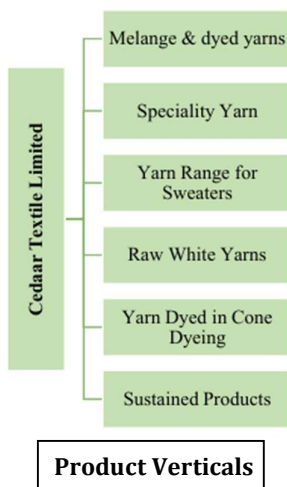 Cedaar Textile Limited
Melange & dyed yarns
Speciality Yarn
Yarn Range for
Sweaters
Raw White Yarns
Yarn Dyed in Cone
Dyeing
Sustained Products
Product Verticals